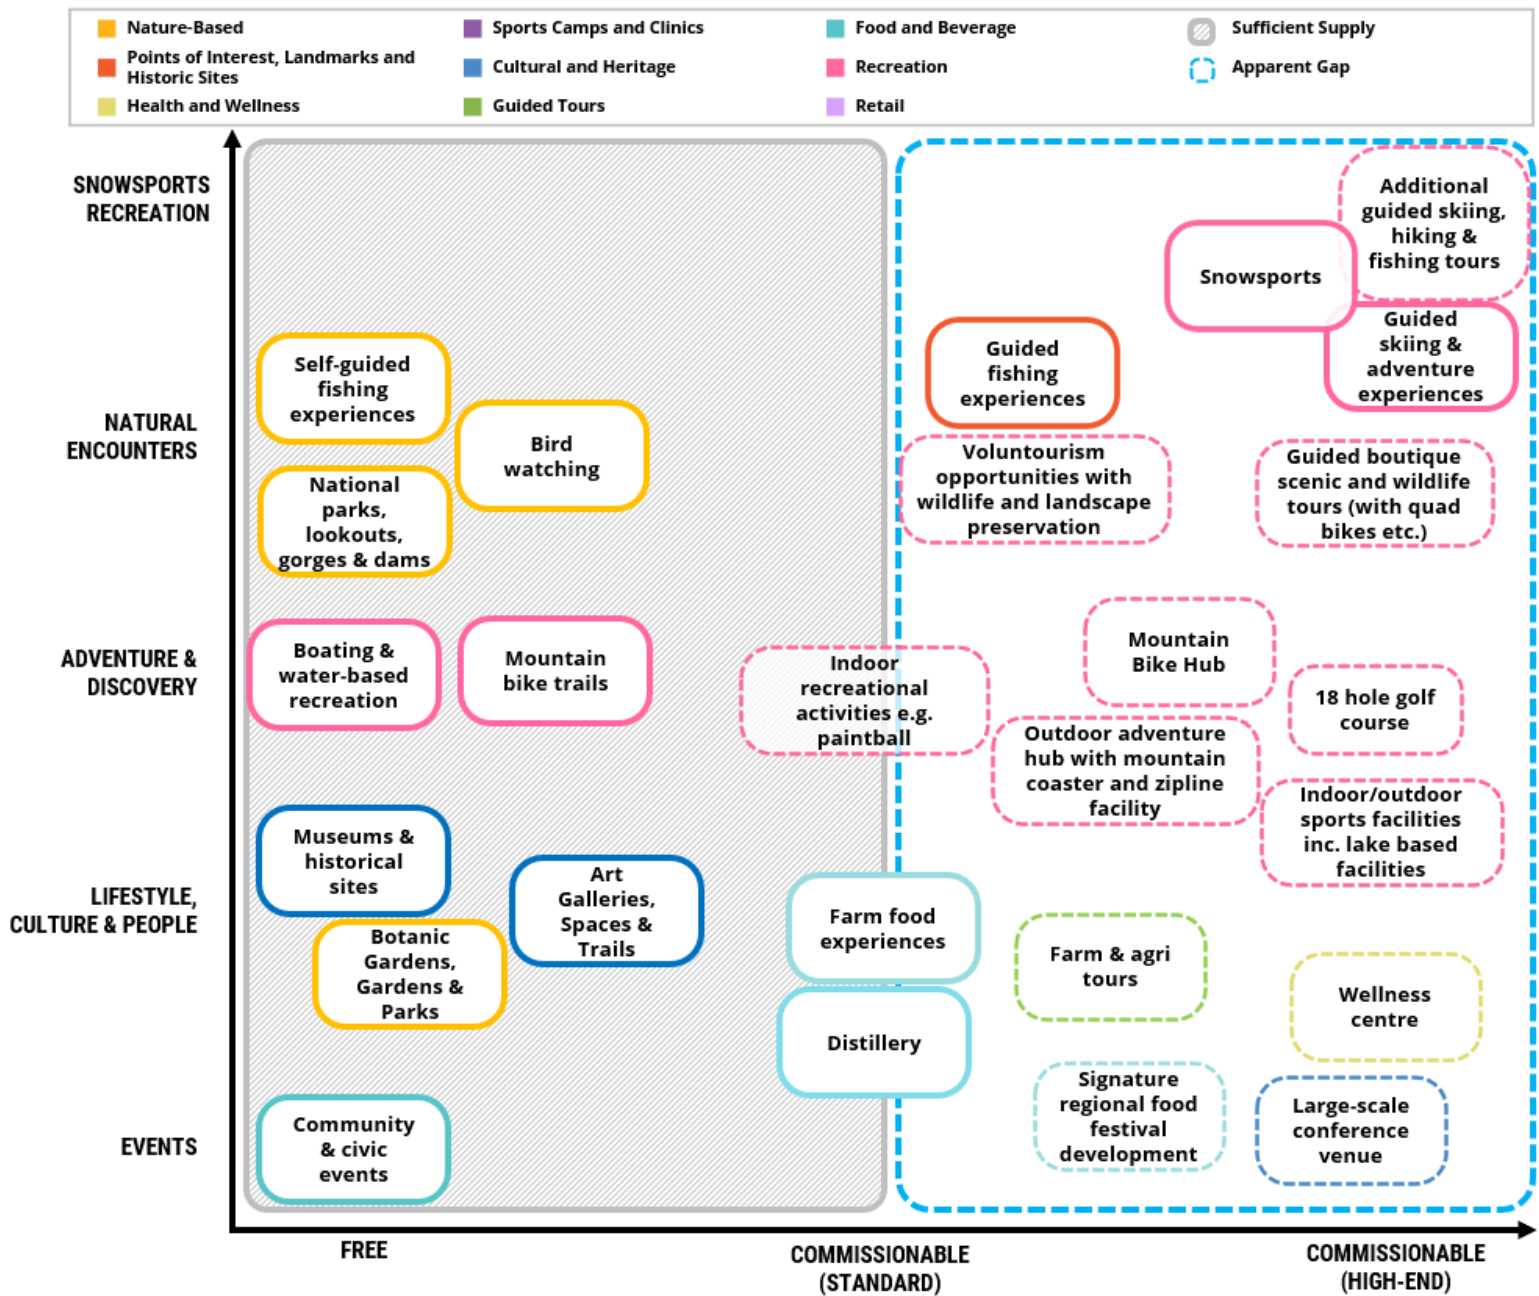 Nature-Based
Points of Interest, Landmarks and
Historic Sites
Health and Wellness
Sports Camps and Clinics
Cultural and Heritage
Guided Tours
Food and Beverage
Recreation
Retail
Sufficient Supply
Apparent Gap
SNOWSPORTS
RECREATION
Additional
guided skiing,
hiking &
fishing tours
Snowsports
Guided
skiing &
adventure
experiences
NATURAL
ENCOUNTERS
Self-guided
fishing
experiences
Bird
watching
National
parks,
lookouts,
gorges & dams
Guided
fishing
experiences
Voluntourism
opportunities with
wildlife and landscape
preservation
Guided boutique
scenic and wildlife
tours (with quad
bikes etc.)
ADVENTURE &
DISCOVERY
Boating &
water-based
recreation
Mountain
bike trails
Indoor
recreational
activities e.g.
paintball
Mountain
Bike Hub
18 hole golf
course
Outdoor adventure
hub with mountain
coaster and zipline
facility
Indoor/outdoor
sports facilities
inc. lake based
facilities
LIFESTYLE,
CULTURE & PEOPLE
Museums &
historical
sites
Art
Galleries,
Spaces &
Trails
Botanic
Gardens,
Gardens &
Parks
Farm food
experiences
Farm & agri
tours
Wellness
centre
Distillery
EVENTS
Community
& civic
events
Signature
regional food
festival
development
Large-scale
conference
venue
FREE
COMMISSIONABLE
(STANDARD)
COMMISSIONABLE
(HIGH-END)